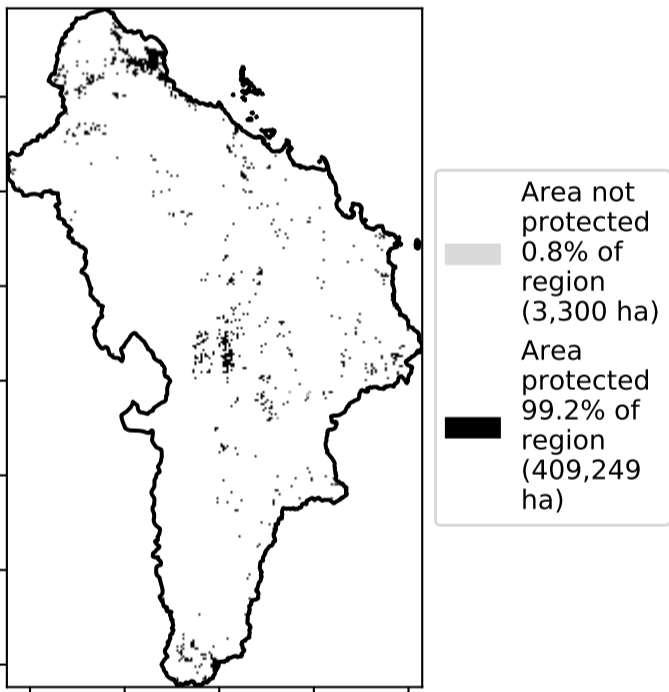 Area not
protected
0.8% of
region
(3,300 ha)
Area
protected
99.2% of
region
(409,249
ha)